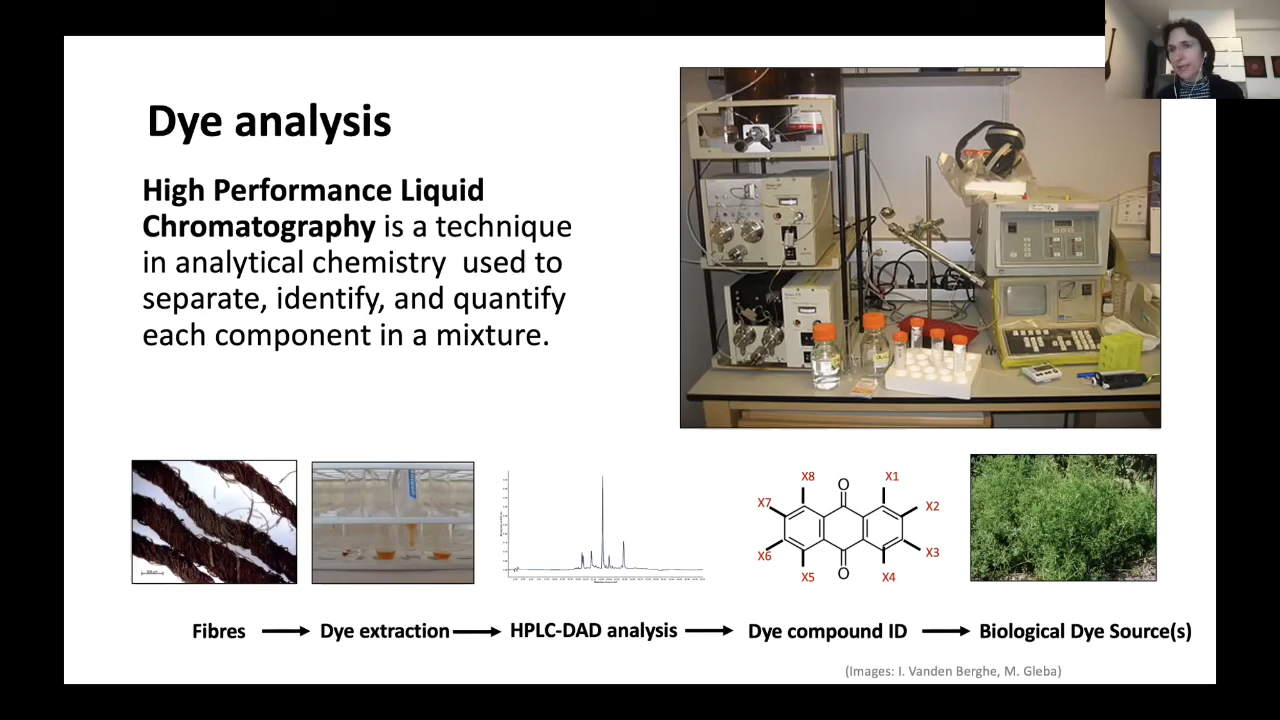 Dye analysis
High Performance Liquid
Chromatography is a technique
in analytical chemistry used to
separate, identify, and quantify
each component in a mixture.
X8
X1
X7
O
X2
X6
X3
X5
O
X4
Fibres
Dye extraction
HPLC-DAD analysis
Dye compound ID
Biological Dye Source(s)
(Images: I. Vanden Berghe, M. Gleba)